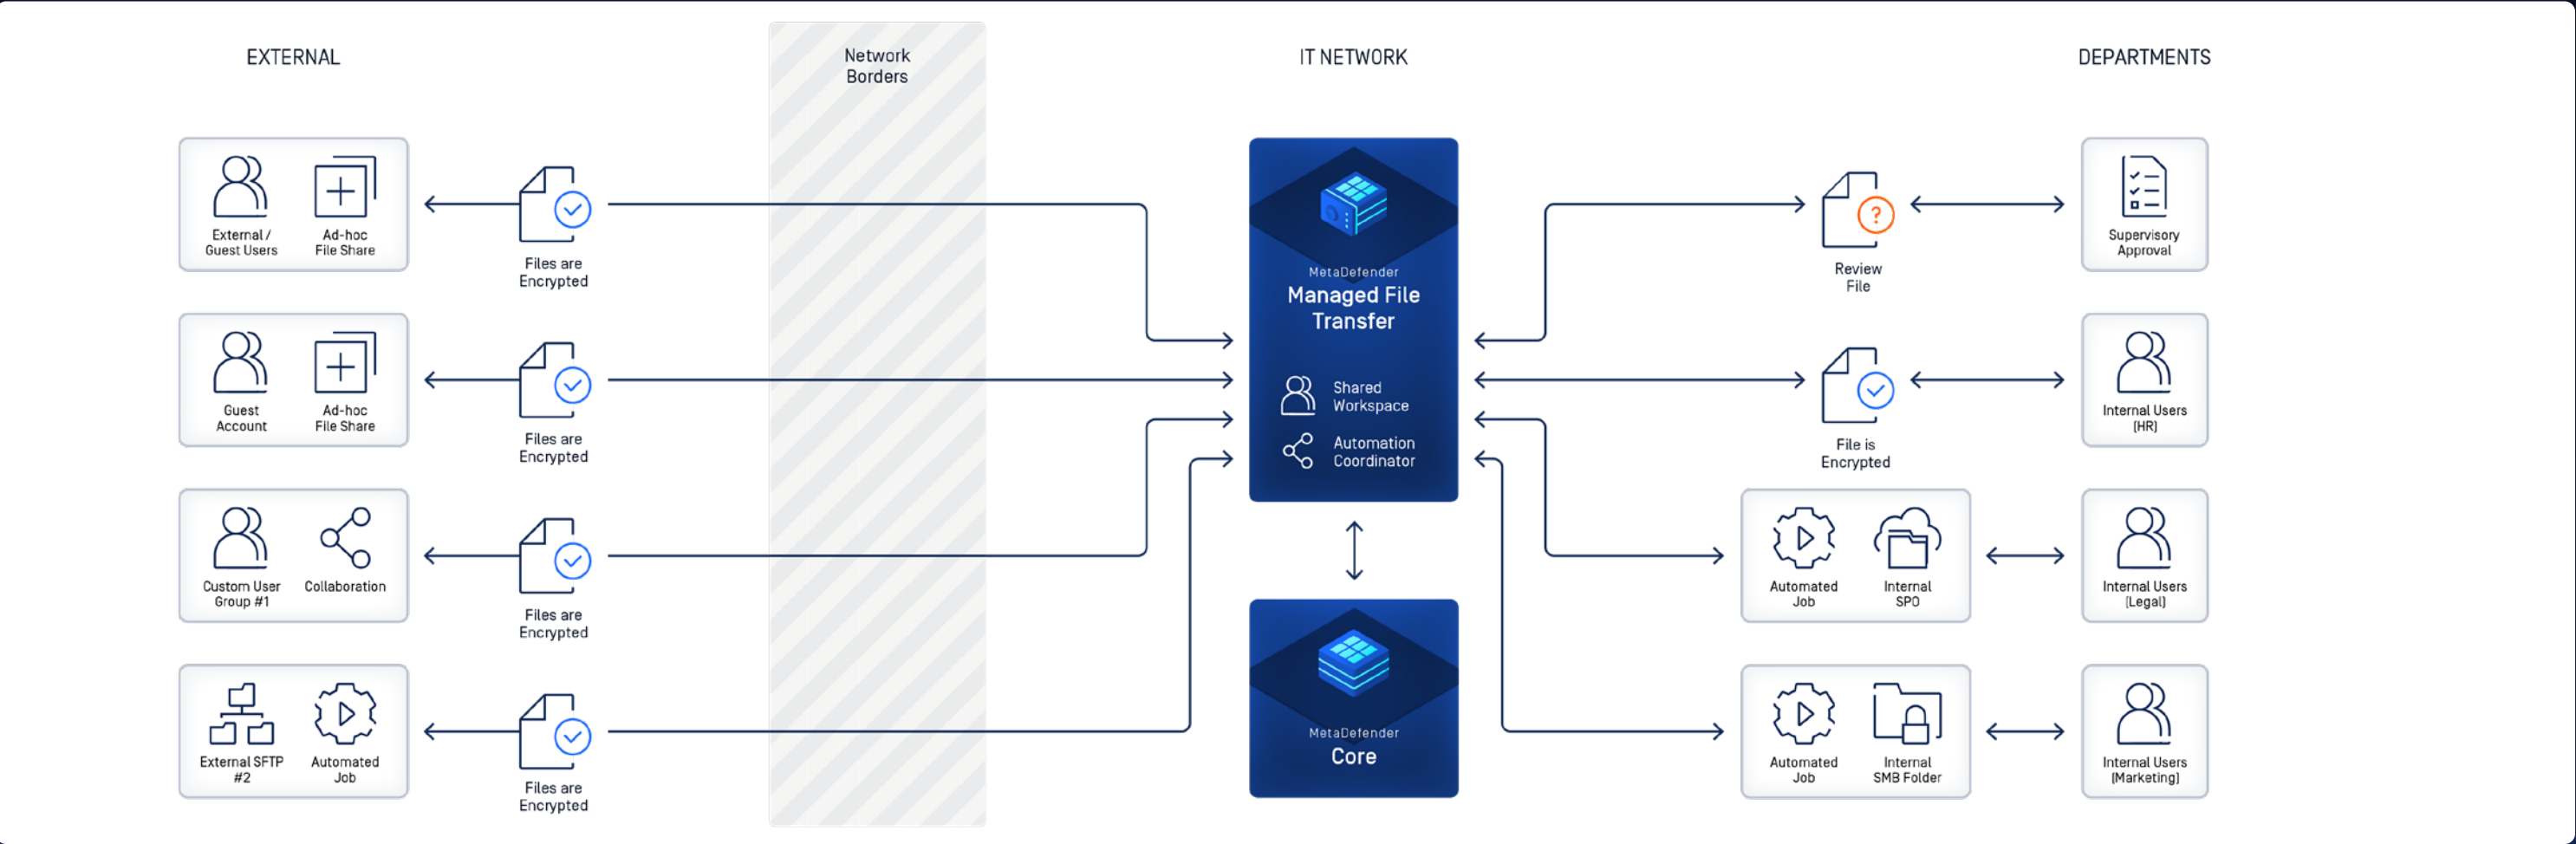 EXTERNAL
Network
Borders
IT NETWORK
DEPARTMENTS
External /
Guest Users
Ad-hoc
File Share
Files are
Encrypted
Guest
Account
Ad-hoc
File Share
Files are
Encrypted
Custom User
Group #1
Collaboration
Files are
Encrypted
External SFTP
#2
Automated
Job
Files are
Encrypted
MetaDefender
Managed File
Transfer
Shared
Workspace
Automation
Coordinator
MetaDefender
Core
?
Review
File
Supervisory
Approval
File is
Encrypted
Internal Users
(HR)
Automated
Job
Internal
SPO
Internal Users
(Legal)
Automated
Job
Internal
SMB Folder
Internal Users
(Marketing)